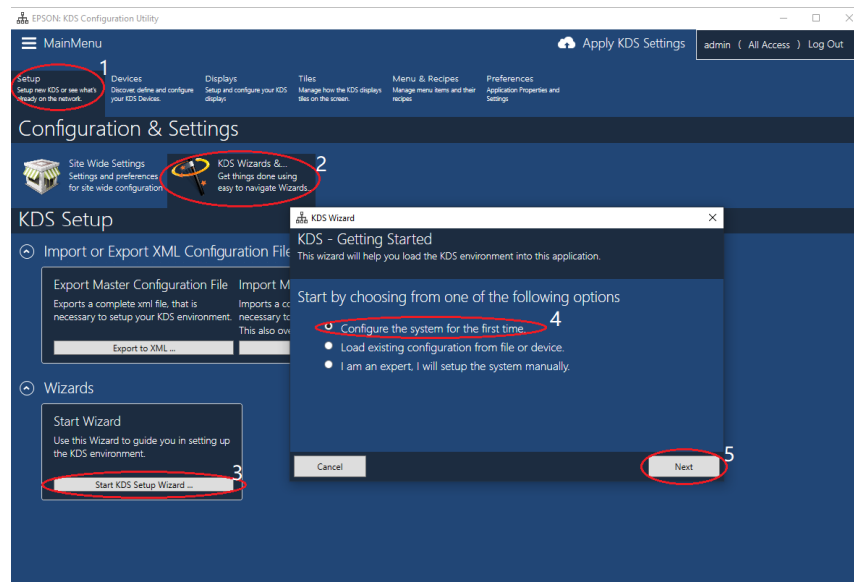 EPSON: KDS Configuration Utility
MainMenu
Apply KDS Settings
admin ( All Access ) Log Out
1
Setup
Setup new KDS or see what's
already on the network.
Devices
Discover, define and configure
your KDS Devices.
Displays
Setup and configure your KDS
displays
Tiles
Manage how the KDS displays
tiles on the screen.
Menu & Recipes
Manage menu items and their
recipes
Preferences
Application Properties and
Settings
Configuration & Settings
Site Wide Settings
Settings and preferences
for site wide configuration
KDS Wizards &...
Get things done using
easy to navigate Wizards
2
KDS Setup
Import or Export XML Configuration File
Export Master Configuration File
Exports a complete xml file, that is
necessary to setup your KDS environment.
Export to XML ...
Import M
Imports a co
necessary to
This also ove
Wizards
Start Wizard
Use this Wizard to guide you in setting up
the KDS environment.
3
Start KDS Setup Wizard ...
KDS Wizard
KDS - Getting Started
This wizard will help you load the KDS environment into this application.
Start by choosing from one of the following options
Configure the system for the first time.
4
Load existing configuration from file or device.
I am an expert, I will setup the system manually.
Cancel
Next
5